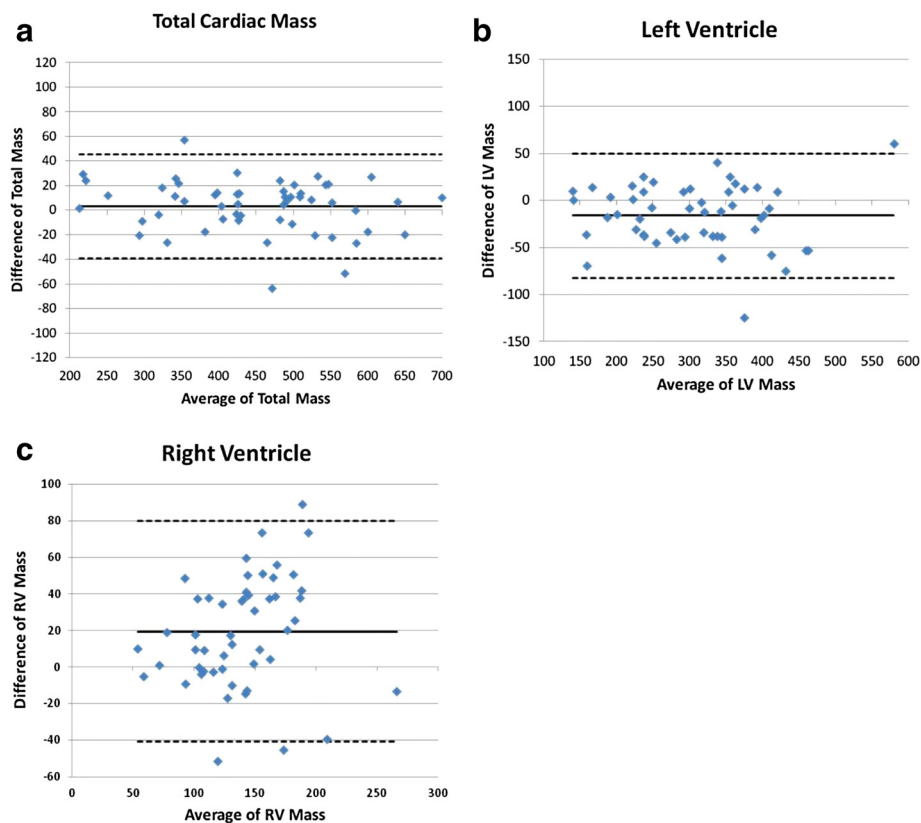 a
Total Cardiac Mass
Difference of Total Mass
120
100
80
60
40
20
0
-20
-40
-60
-80
-100
-120
200 250 300 350 400 450 500 550 600 650 700
Average of Total Mass
b
Left Ventricle
Difference of LV Mass
150
100
50
0
-50
-100
-150
100 150 200 250 300 350 400 450 500 550 600
Average of LV Mass
c
Right Ventricle
Difference of RV Mass
100
80
60
40
20
0
-20
-40
-60
0 50 100 150 200 250 300
Average of RV Mass